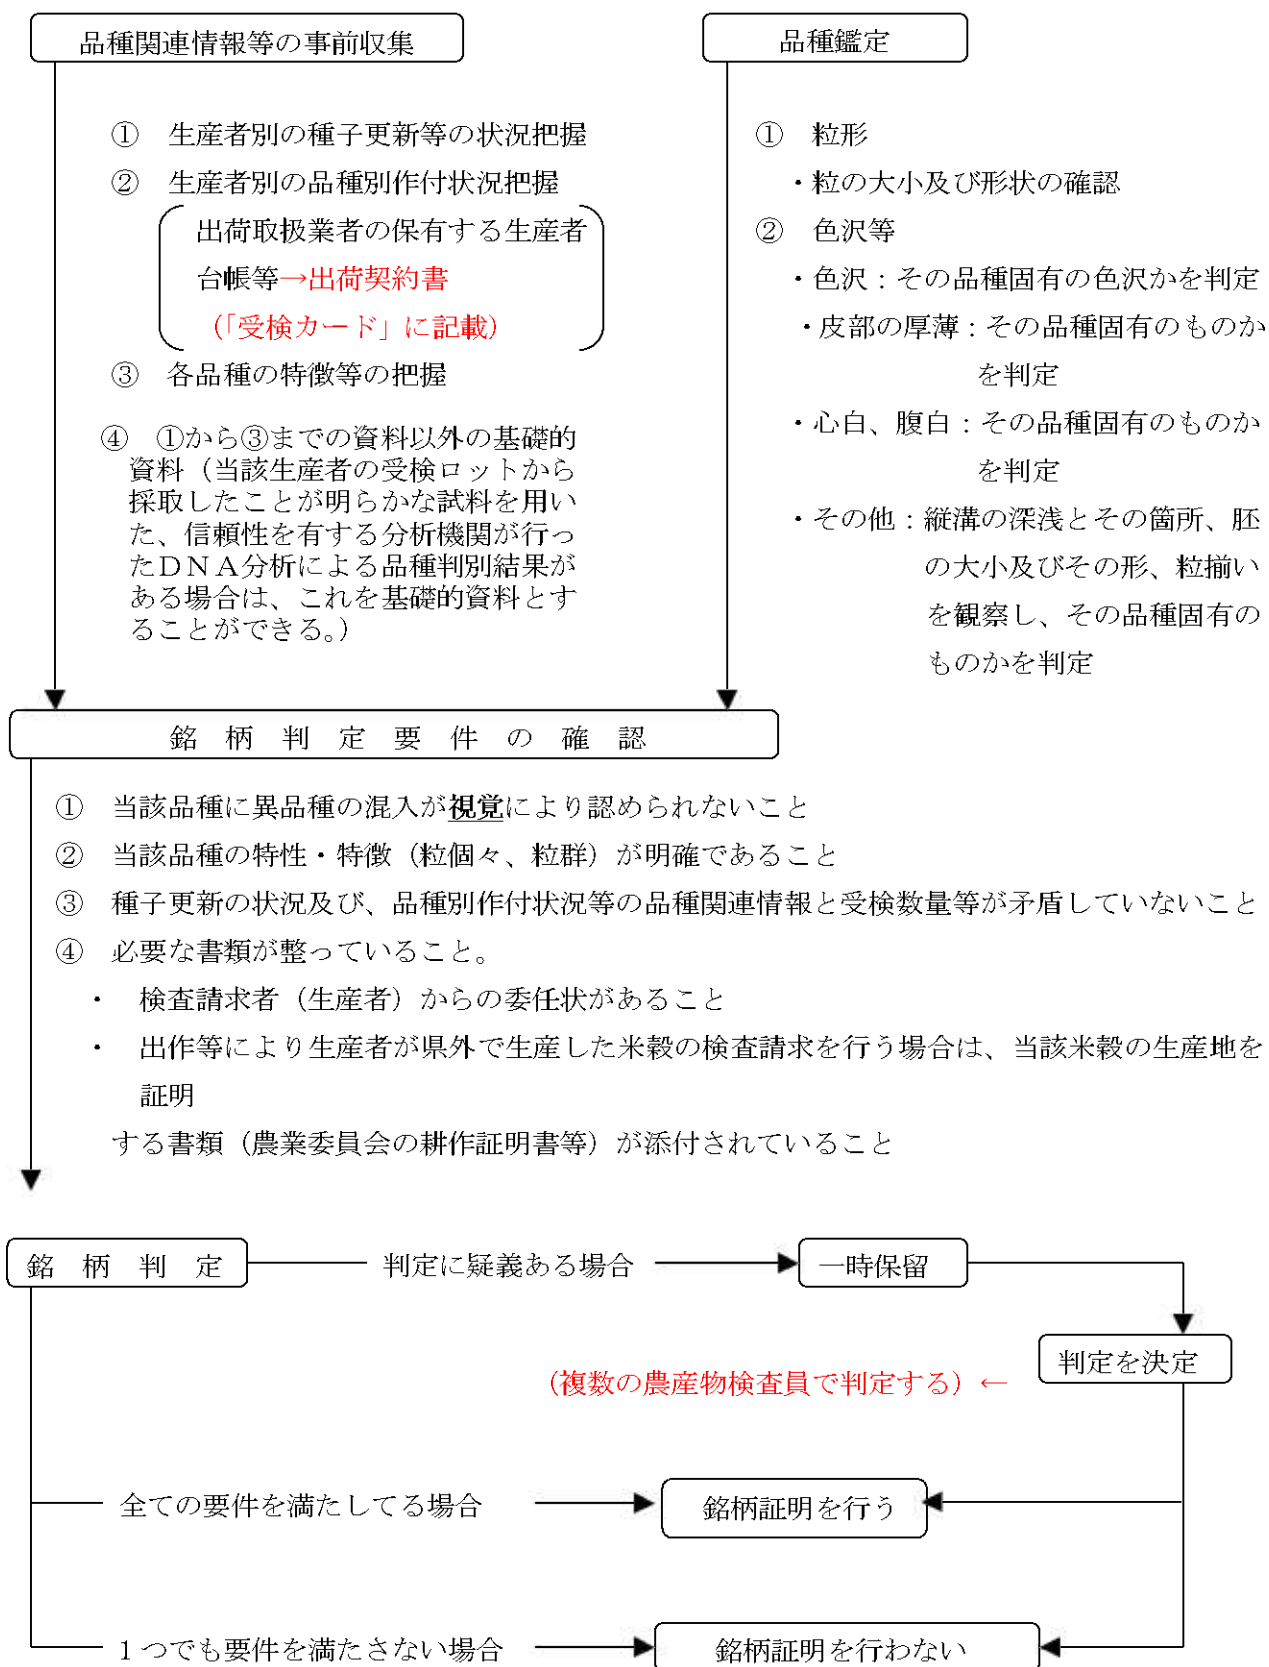 品種関連情報等の事前収集
① 生産者別の種子更新等の状況把握
② 生産者別の品種別作付状況把握
出荷取扱業者の保有する生産者
台帳等→出荷契約書
(「受検カード」に記載)
③ 各品種の特徴等の把握
④ ①から③までの資料以外の基礎的
資料（当該生産者の受検ロットから
採取したことが明らかな試料を用い
た、信頼性を有する分析機関が行っ
たＤＮＡ分析による品種判別結果が
ある場合は、これを基礎的資料とす
ることができる。）
品種鑑定
① 粒形
・粒の大小及び形状の確認
② 色沢等
・色沢：その品種固有の色沢かを判定
・皮部の厚薄：その品種固有のものか
を判定
・心白、腹白：その品種固有のものか
を判定
・その他：縦溝の深浅とその箇所、胚
の大小及びその形、粒揃い
を観察し、その品種固有の
ものかを判定
銘柄判定要件の確認
① 当該品種に異品種の混入が視覚により認められないこと
② 当該品種の特性・特徴（粒個々、粒群）が明確であること
③ 種子更新の状況及び、品種別作付状況等の品種関連情報と受検数量等が矛盾していないこと
④ 必要な書類が整っていること。
・ 検査請求者（生産者）からの委任状があること
・ 出作等により生産者が県外で生産した米穀の検査請求を行う場合は、当該米穀の生産地を
証明
する書類（農業委員会の耕作証明書等）が添付されていること
銘柄判定 判定に疑義ある場合 一時保留
判定を決定
（複数の農産物検査員で判定する）←
全ての要件を満たしてる場合 銘柄証明を行う
１つでも要件を満たさない場合 銘柄証明を行わない